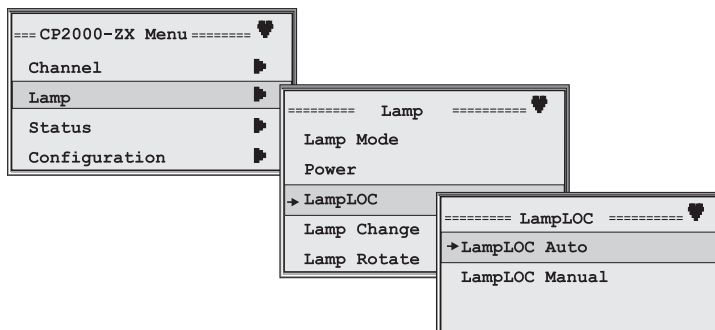 === CP2000-ZX Menu ========
Channel
Lamp
Status
Configuration
========= Lamp ==========
Lamp Mode
Power
LampLOC
Lamp Change
Lamp Rotate
========= LampLOC ==========
LampLOC Auto
LampLOC Manual